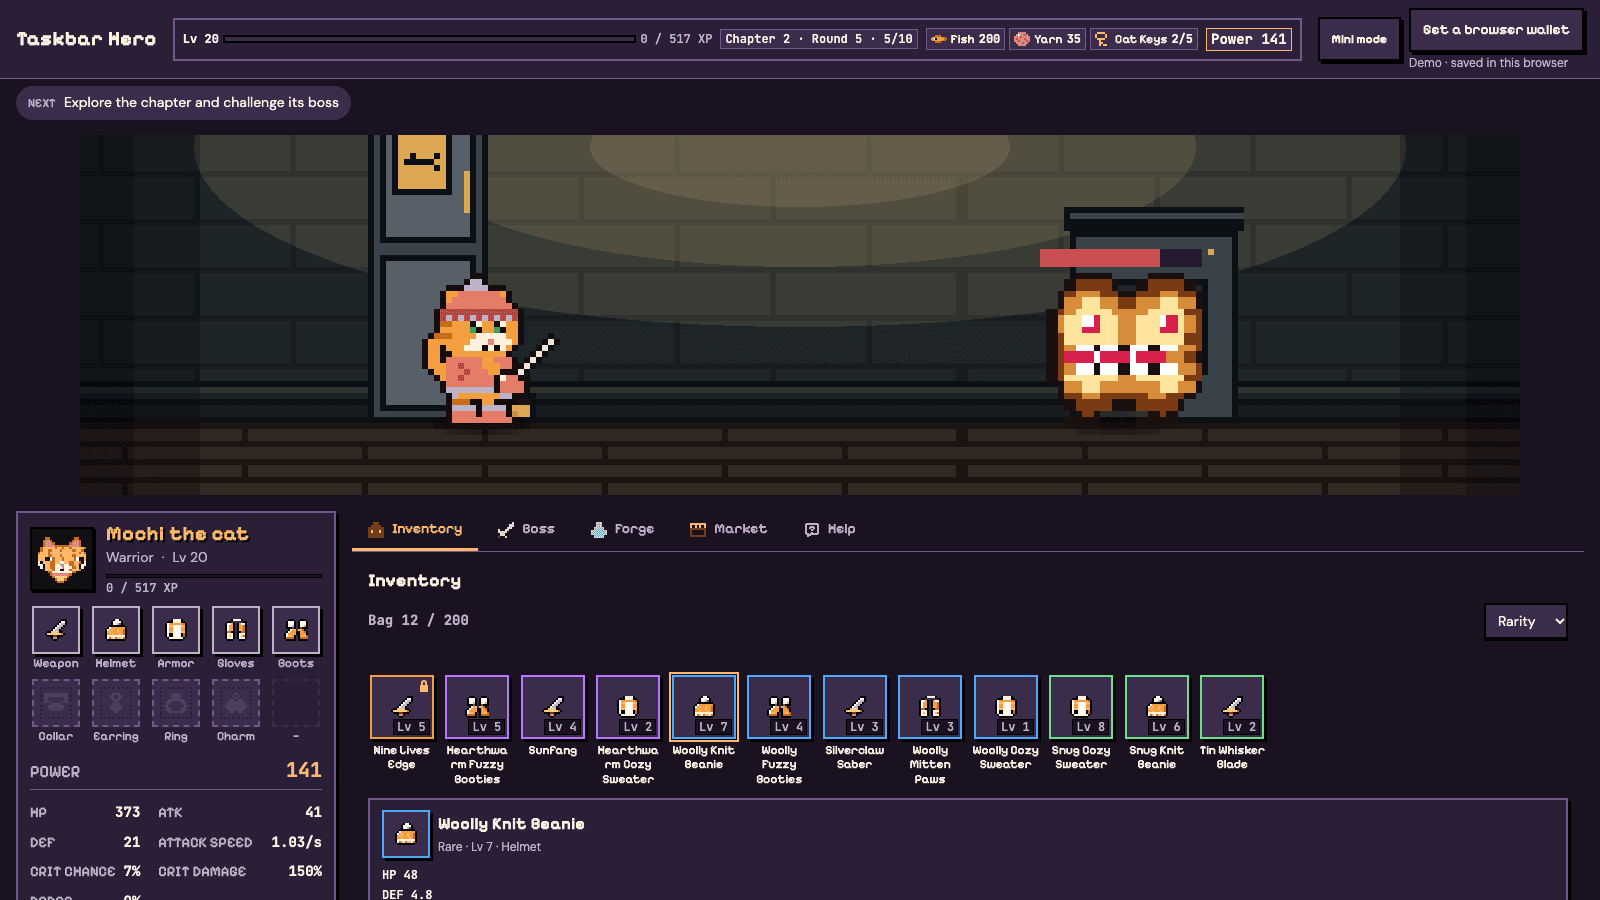 Taskbar Hero
Lv 20
0 / 517 XP
Chapter 2 · Round 5 · 5/10
Fish 200
Yarn 35
Oat Keys 2/5
Power 141
Mini mode
Get a browser wallet
Demo · saved in this browser
NEXT Explore the chapter and challenge its boss
Mochi the cat
Warrior · Lv 20
0 / 517 XP
Weapon
Helmet
Armor
Gloves
Boots
Collar
Earring
Ring
Charm
-
POWER 141
HP 373 ATK 41
DEF 21 ATTACK SPEED 1.03/s
CRIT CHANCE 7% CRIT DAMAGE 150%
Inventory
Boss
Forge
Market
Help
Inventory
Bag 12 / 200
Rarity
Lv 5
Lv 5
Lv 4
Lv 2
Lv 7
Lv 4
Lv 3
Lv 3
Lv 1
Lv 8
Lv 6
Lv 2
Nine Lives
Edge
Hearthwa
rm Fuzzy
Booties
Sunfang
Hearthwa
rm Cozy
Sweater
Woolly Knit
Beanie
Woolly
Fuzzy
Booties
Silverclaw
Saber
Woolly
Mitten
Paws
Woolly Cozy
Sweater
Snug Cozy
Sweater
Snug Knit
Beanie
Tin Whisker
Blade
Woolly Knit Beanie
Rare · Lv 7 · Helmet
HP 48
DEF 4.8